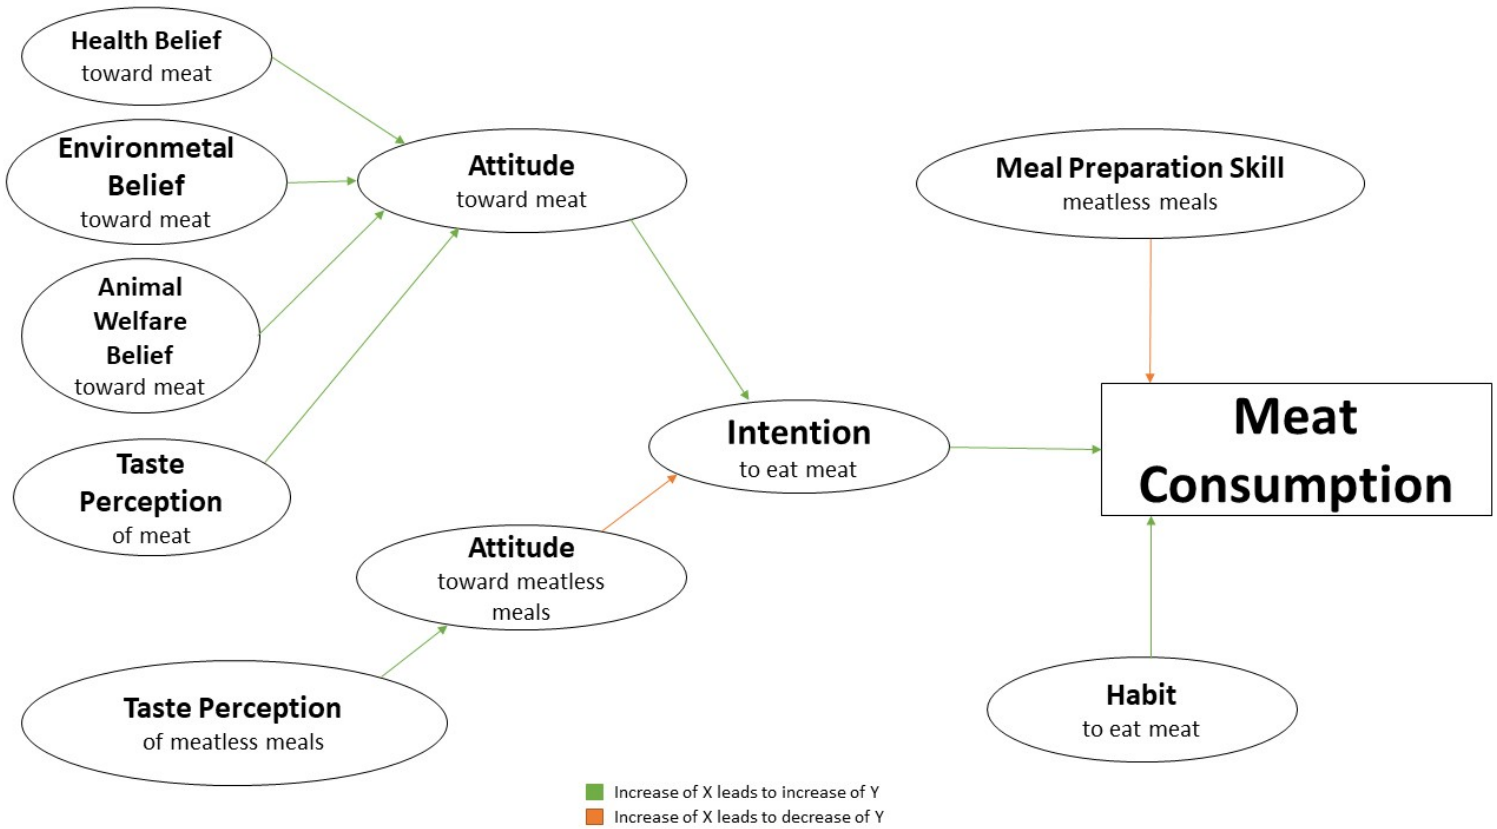 Health Belief
toward meat
Environmetal
Belief
toward meat
Animal
Welfare
Belief
toward meat
Taste
Perception
of meat
Attitude
toward meat
Attitude
toward meatless
meals
Taste Perception
of meatless meals
Intention
to eat meat
Meal Preparation Skill
meatless meals
Meat
Consumption
Habit
to eat meat
Increase of X leads to increase of Y
Increase of X leads to decrease of Y